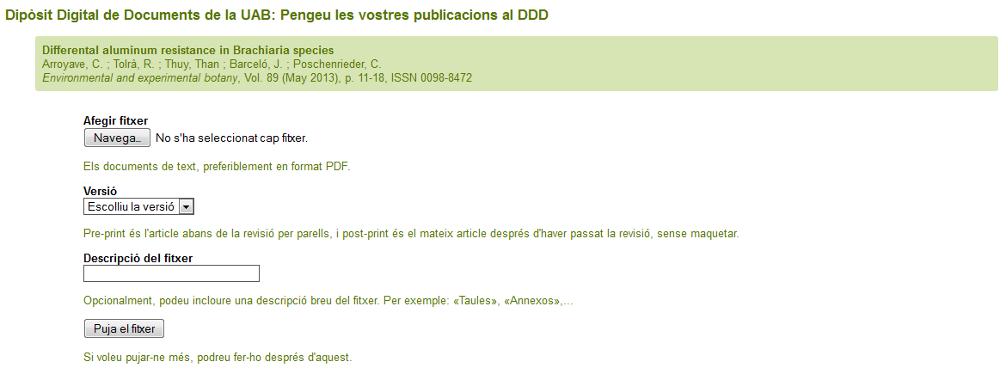 Dipòsit Digital de Documents de la UAB: Pengeu les vostres publicacions al DDD
Differental aluminum resistance in Brachiaria species
Arroyave, C. ; Tolrà, R. ; Thuy, Than ; Barceló, J. ; Poschenrieder, C.
Environmental and experimental botany, Vol. 89 (May 2013), p. 11-18, ISSN 0098-8472
Afegir fitxer
Navega... No s'ha seleccionat cap fitxer.
Els documents de text, preferiblement en format PDF.
Versió
Escolliu la versió
Pre-print és l'article abans de la revisió per parells, i post-print és el mateix article després d'haver passat la revisió, sense maquetar.
Descripció del fitxer
Opcionalment, podeu incloure una descripció breu del fitxer. Per exemple: «Taules», «Annexos»,...
Puja el fitxer
Si voleu pujar-ne més, podreu fer-ho després d'aquest.